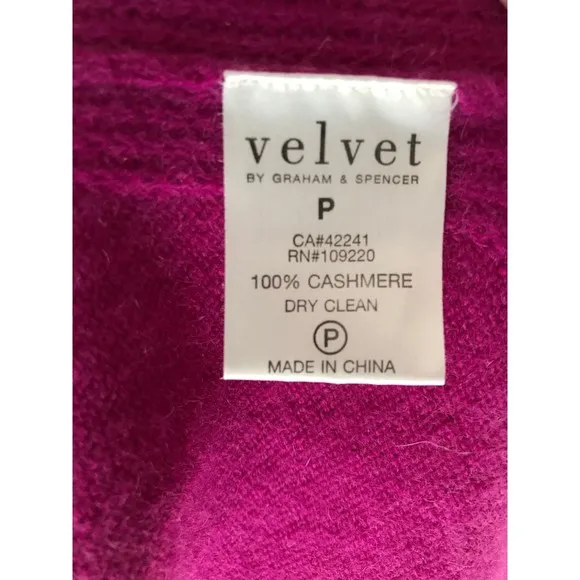 velvet
BY GRAHAM & SPENCER
P
CA#42241
RN#109220
100% CASHMERE
DRY CLEAN
P
MADE IN CHINA